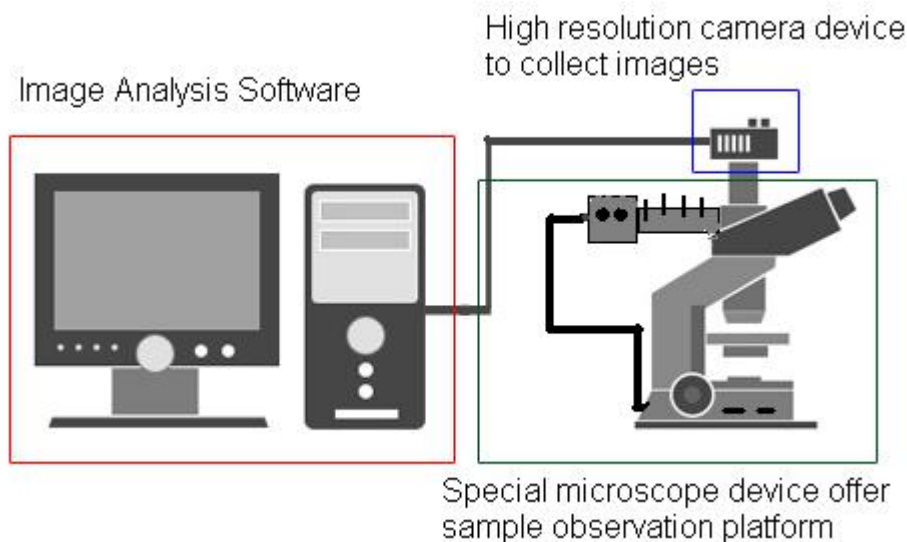 High resolution camera device
to collect images
Image Analysis Software
Special microscope device offer
sample observation platform